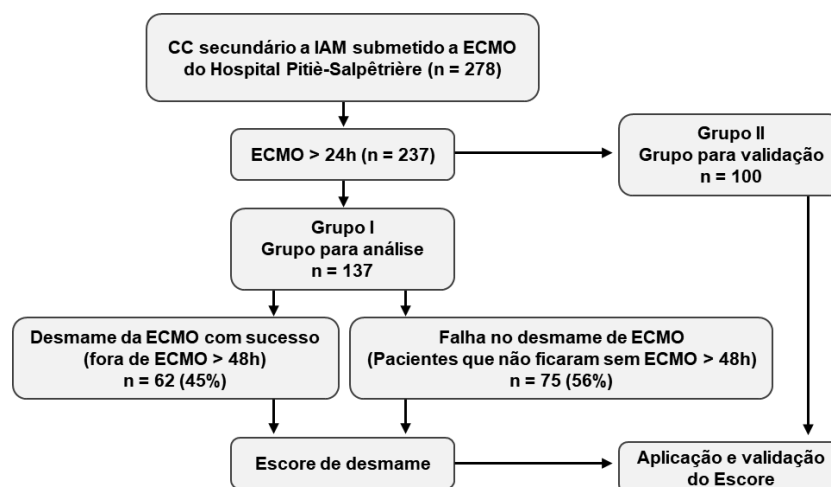 CC secundário a IAM submetido a ECMO
do Hospital Pitiè-Salpêtrière (n = 278)
ECMO > 24h (n = 237)
Grupo II
Grupo para validação
n = 100
Grupo I
Grupo para análise
n = 137
Desmame da ECMO com sucesso
(fora de ECMO > 48h)
n = 62 (45%)
Falha no desmame de ECMO
(Pacientes que não ficaram sem ECMO > 48h)
n = 75 (56%)
Escore de desmame
Aplicação e validação
do Escore